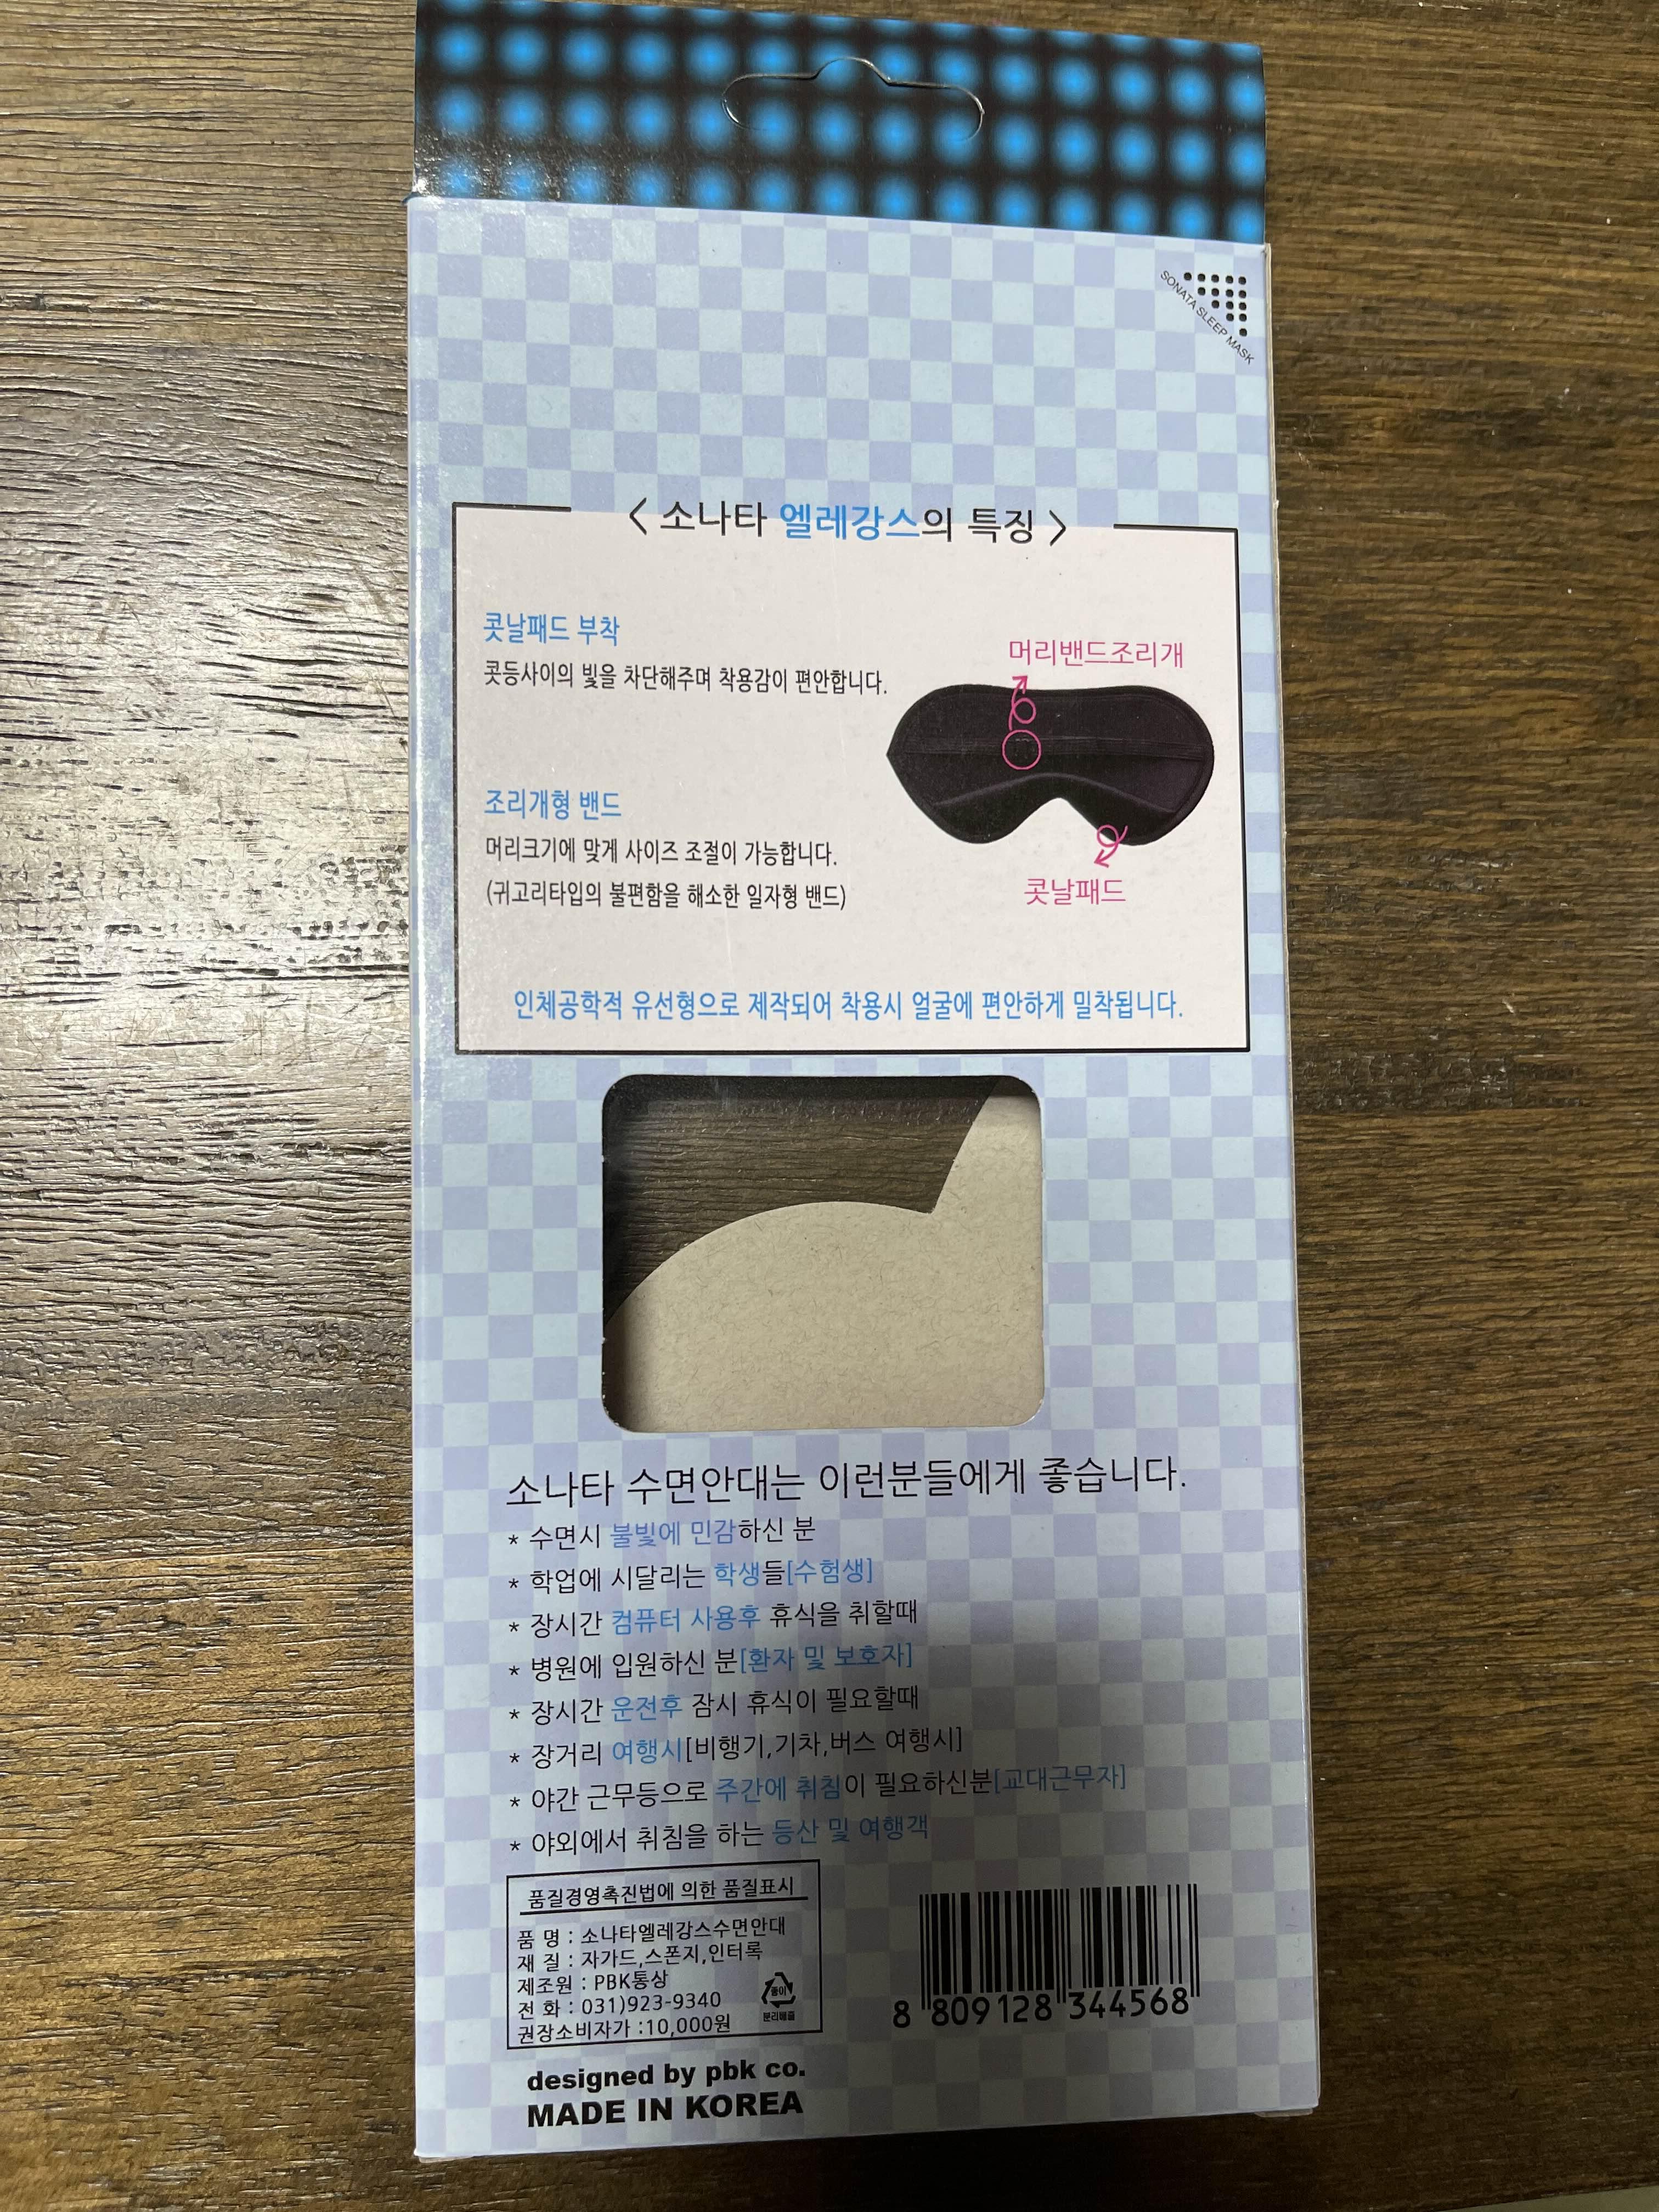 SONATA SLEEP MASK
< 소나타 엘레강스의 특징 >
콧날패드 부착
콧등사이의 빛을 차단해주며 착용감이 편안합니다.
머리밴드조리개
조리개형 밴드
머리크기에 맞게 사이즈 조절이 가능합니다.
(귀고리타입의 불편함을 해소한 일자형 밴드)
콧날패드
인체공학적 유선형으로 제작되어 착용시 얼굴에 편안하게 밀착됩니다.
소나타 수면안대는 이런분들에게 좋습니다.
* 수면시 불빛에 민감하신 분
* 학업에 시달리는 학생들[수험생]
* 장시간 컴퓨터 사용후 휴식을 취할때
* 병원에 입원하신 분[환자 및 보호자]
* 장시간 운전후 잠시 휴식이 필요할때
* 장거리 여행시[비행기,기차,버스 여행시]
* 야간 근무등으로 주간에 취침이 필요하신분[교대근무자]
* 야외에서 취침을 하는 등산 및 여행객
품질경영촉진법에 의한 품질표시
품 명 : 소나타엘레강스수면안대
재 질 : 자가드,스폰지,인터록
제조원 : PBK통상
전 화 : 031)923-9340
권장소비자가 :10,000원
종이
분리배출
8 809128 344568
designed by pbk co.
MADE IN KOREA